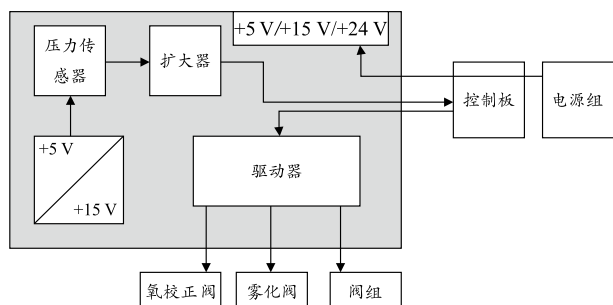 +5 V/+15 V/+24 V
压力传
感器
扩大器
控制板
电源组
+5 V
+15 V
驱动器
氧校正阀
雾化阀
阀组